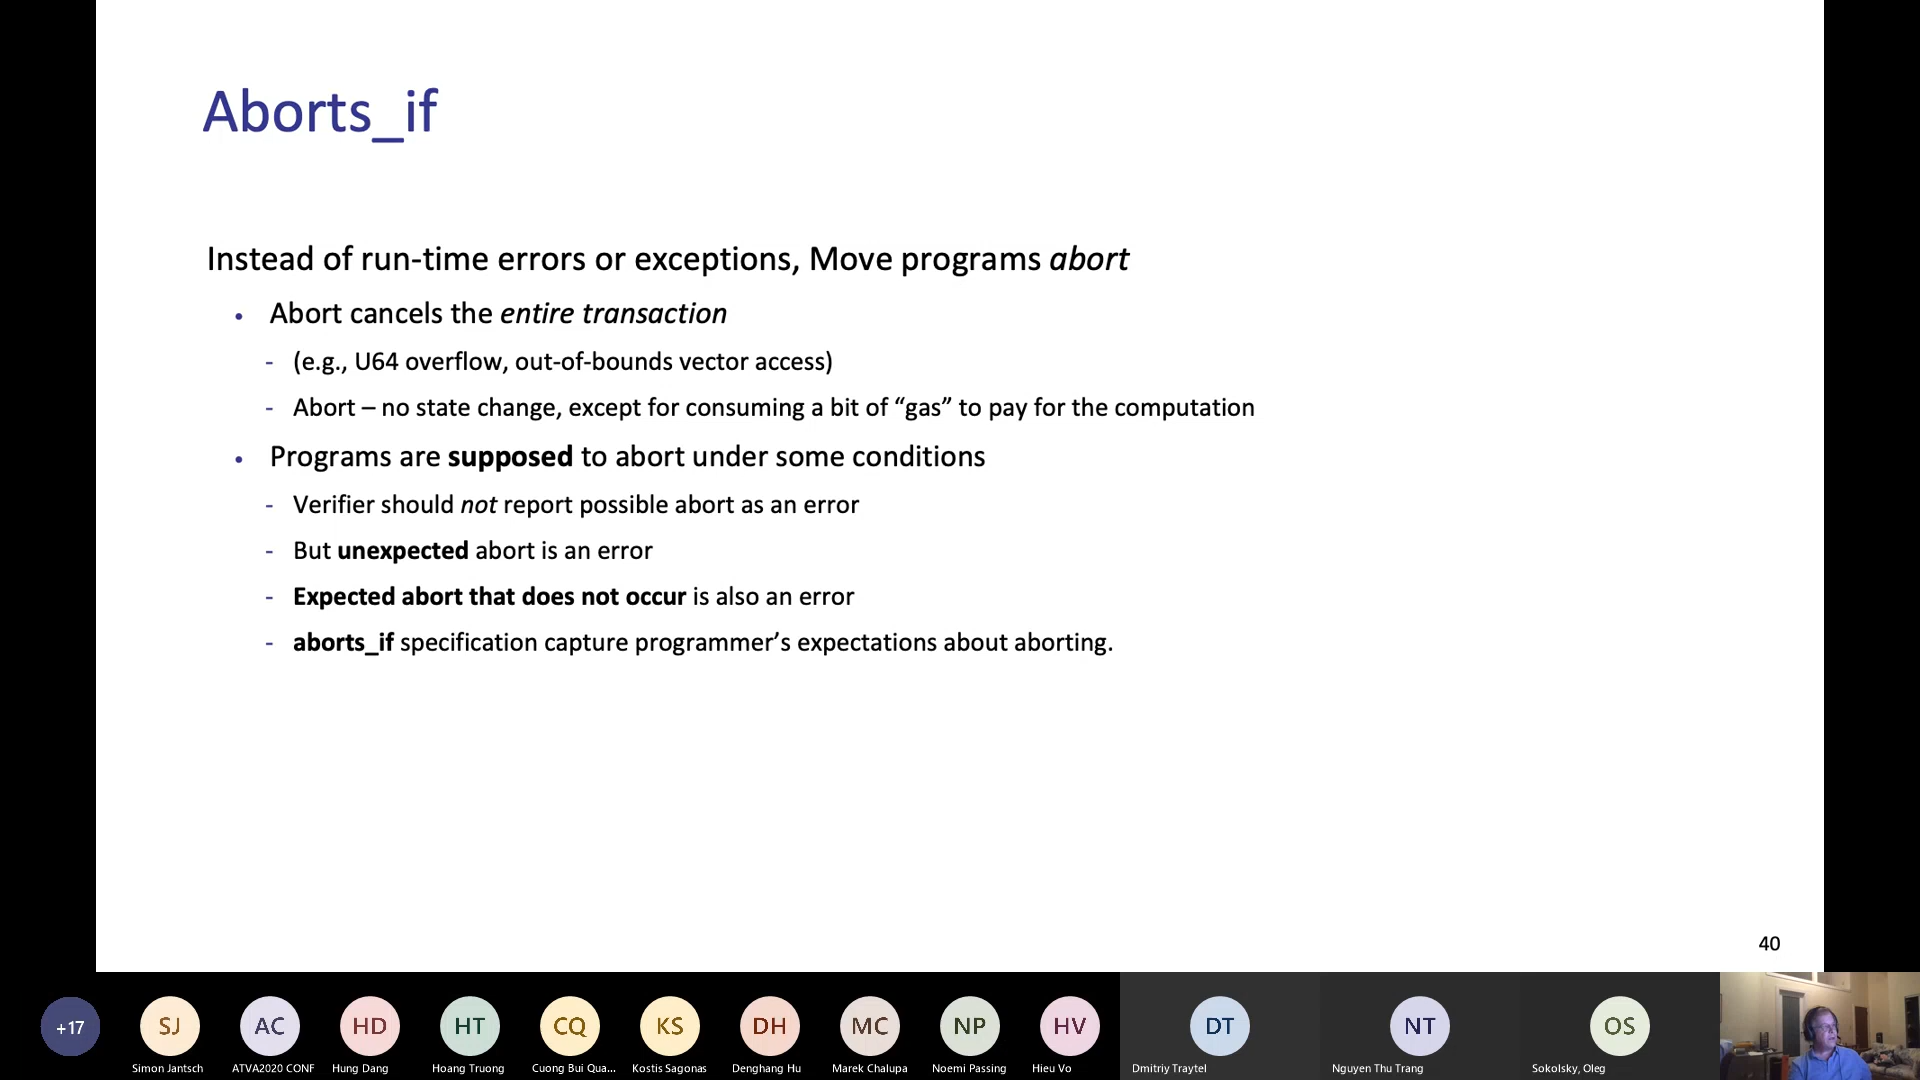 Aborts_if
Instead of run-time errors or exceptions, Move programs abort
• Abort cancels the entire transaction
- (e.g., U64 overflow, out-of-bounds vector access)
- Abort – no state change, except for consuming a bit of “gas” to pay for the computation
• Programs are supposed to abort under some conditions
- Verifier should not report possible abort as an error
- But unexpected abort is an error
- Expected abort that does not occur is also an error
- aborts_if specification capture programmer’s expectations about aborting.
40
+17 SJ AC HD HT CQ KS DH MC NP HV DT NT OS
Simon Jantsch ATVA2020 CONF Hung Dang Hoang Truong Cuong Bui Qua... Kostis Sagonas Denghang Hu Marek Chalupa Noemi Passing Hieu Vo Dmitriy Traytel Nguyen Thu Trang Sokolsky, Oleg